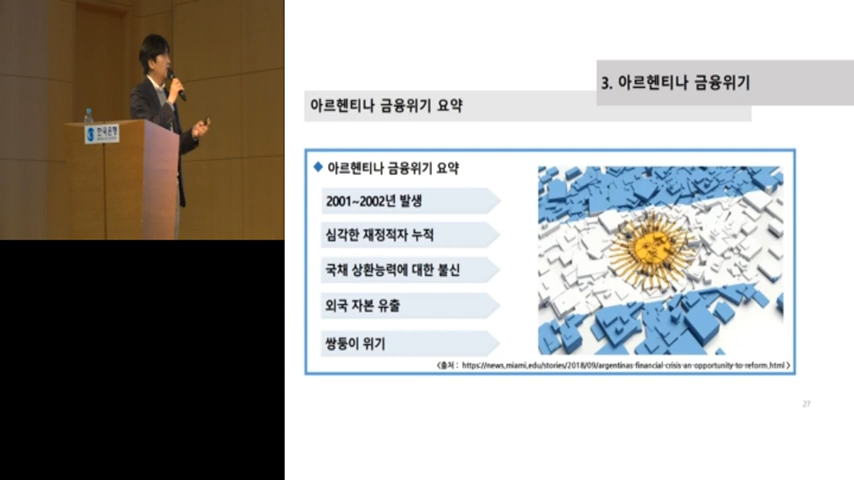 한국은행
3. 아르헨티나 금융위기
아르헨티나 금융위기 요약
아르헨티나 금융위기 요약
2001~2002년 발생
심각한 재정적자 누적
국채 상환능력에 대한 불신
외국 자본 유출
쌍둥이 위기
<출처 : https://news.miami.edu/stories/2018/09/argentinas-financial-crisis-an-opportunity-to-reform.html >
27